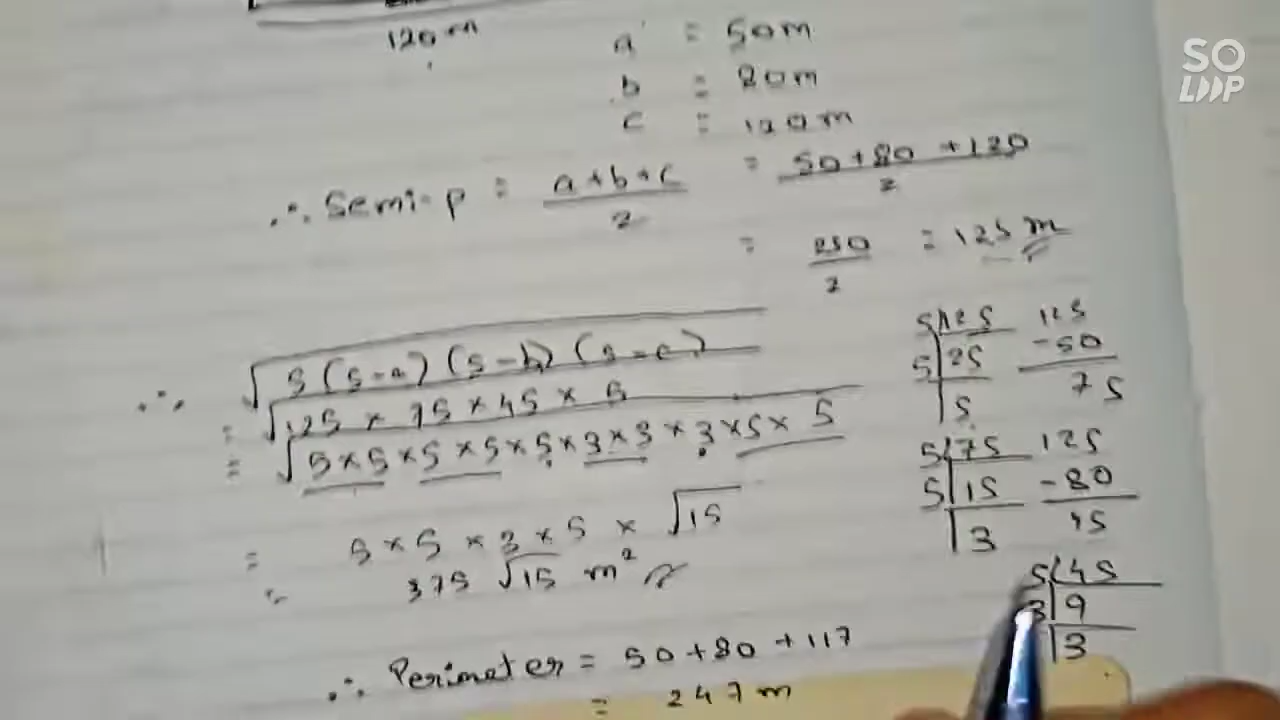 120 m
a = 50m
b = 80m
c = 120m
∴ Semi-p = a+b+c/2 = 50+80+120/2
= 250/2 = 125 m
∴ √s(s-a)(s-b)(s-c)
= √125 × 75 × 45 × 5
= √5×5×5×5×5×3×3×3×5×5
= 5×5×3×5×√15
= 375 √15 m²
∴ Perimeter = 50+80+117
= 247m
5 125
5 25
5
125
-50
75
5 75
5 15
3
125
-80
45
5 45
3 9
3
SO
LOOP